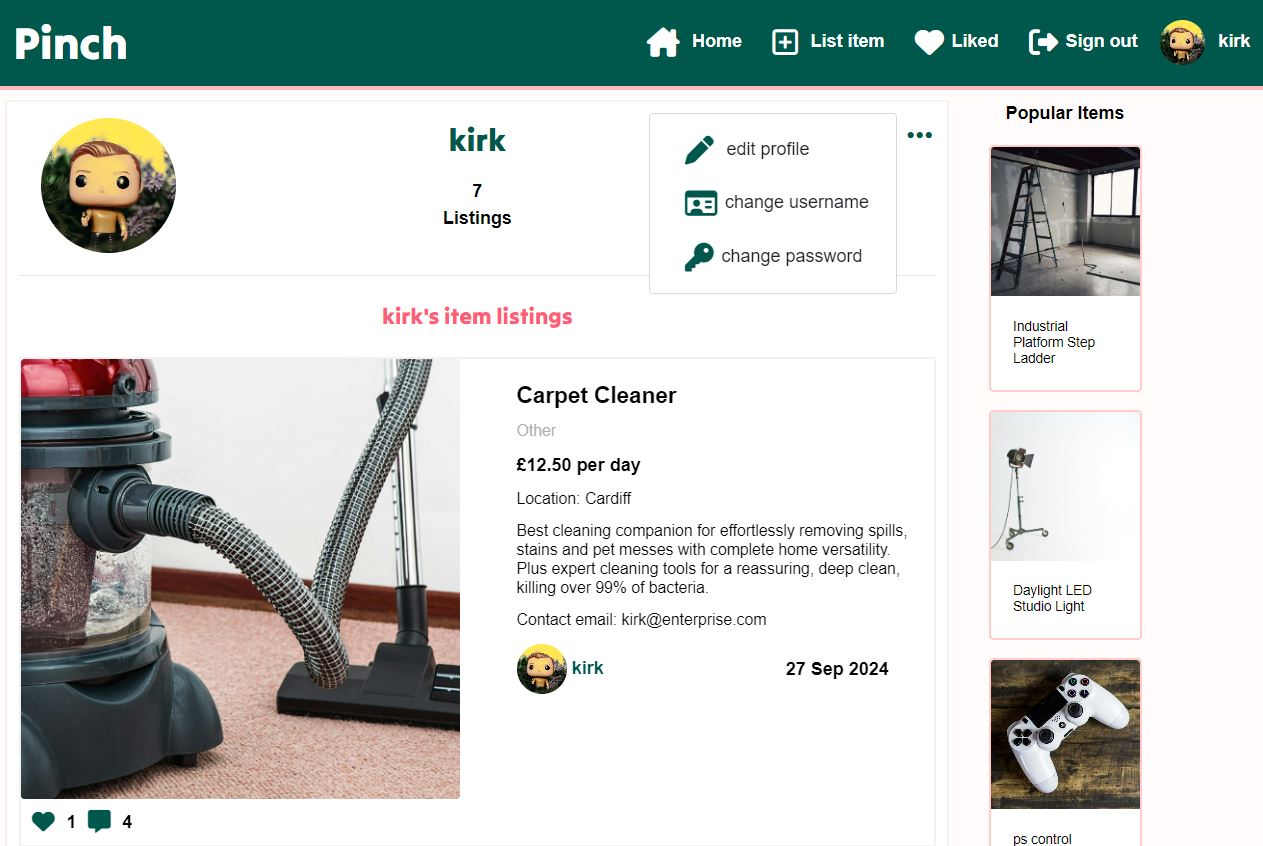 Pinch
Home
List item
Liked
Sign out
kirk
kirk
7
Listings
edit profile
change username
change password
kirk's item listings
Carpet Cleaner
Other
£12.50 per day
Location: Cardiff
Best cleaning companion for effortlessly removing spills,
stains and pet messes with complete home versatility.
Plus expert cleaning tools for a reassuring, deep clean,
killing over 99% of bacteria.
Contact email: kirk@enterprise.com
kirk
27 Sep 2024
1
4
Popular Items
Industrial
Platform Step
Ladder
Daylight LED
Studio Light
ps control